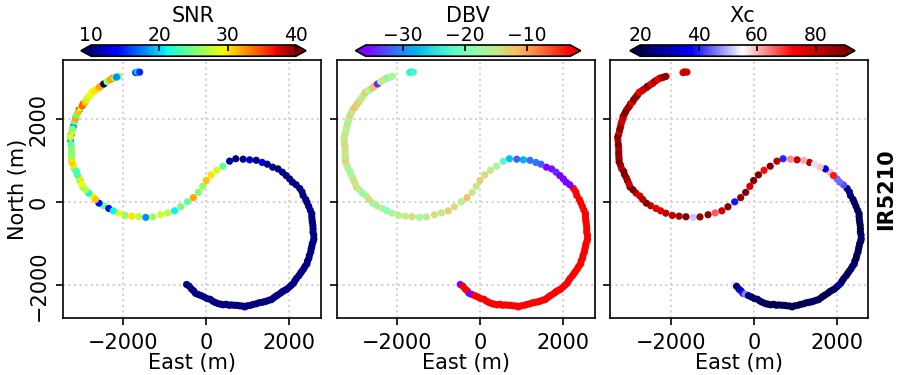 SNR DBV Xc
10 20 30 40 −30 −20 −10 20 40 60 80
North (m)
2000
0
−2000
IR5210
−2000 0 2000 −2000 0 2000 −2000 0 2000
East (m) East (m) East (m)